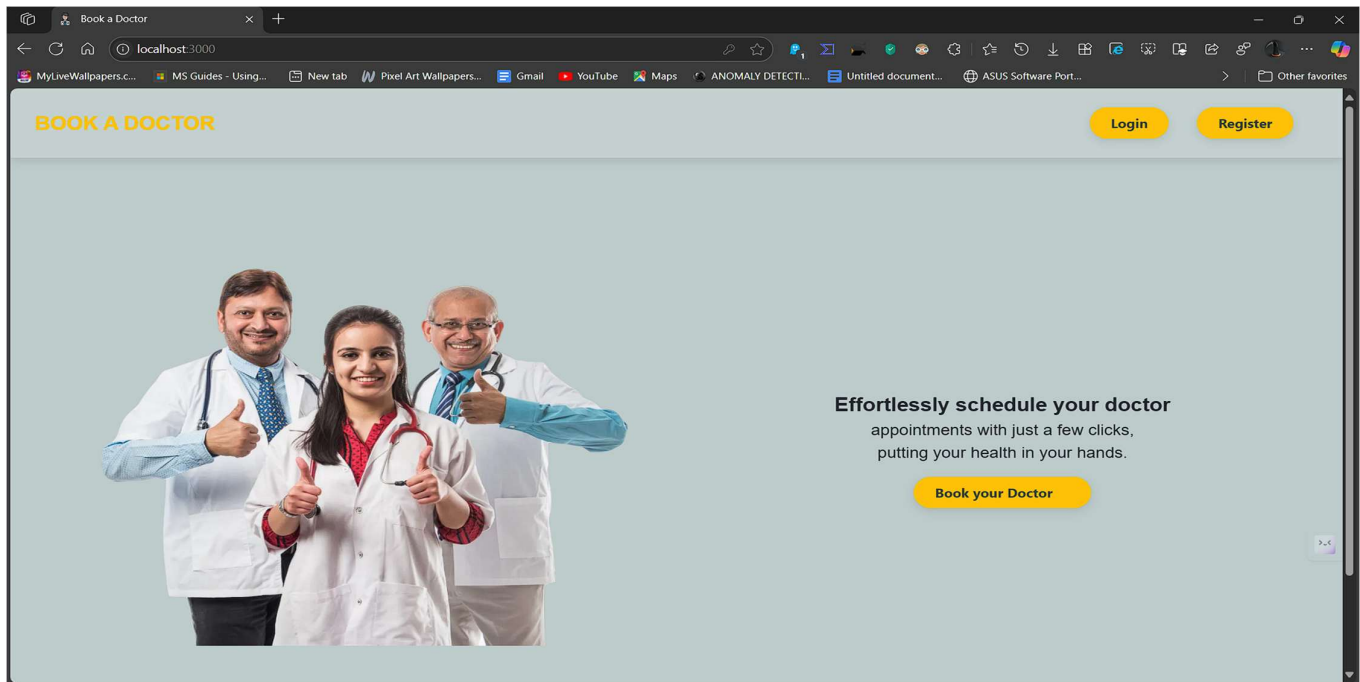 Book a Doctor
localhost:3000
1
MyLiveWallpapers.c... MS Guides - Using... New tab Pixel Art Wallpapers... Gmail YouTube Maps ANOMALY DETECTI... Untitled document... ASUS Software Port... Other favorites
BOOK A DOCTOR
Login Register
Effortlessly schedule your doctor
appointments with just a few clicks,
putting your health in your hands.
Book your Doctor
>.<